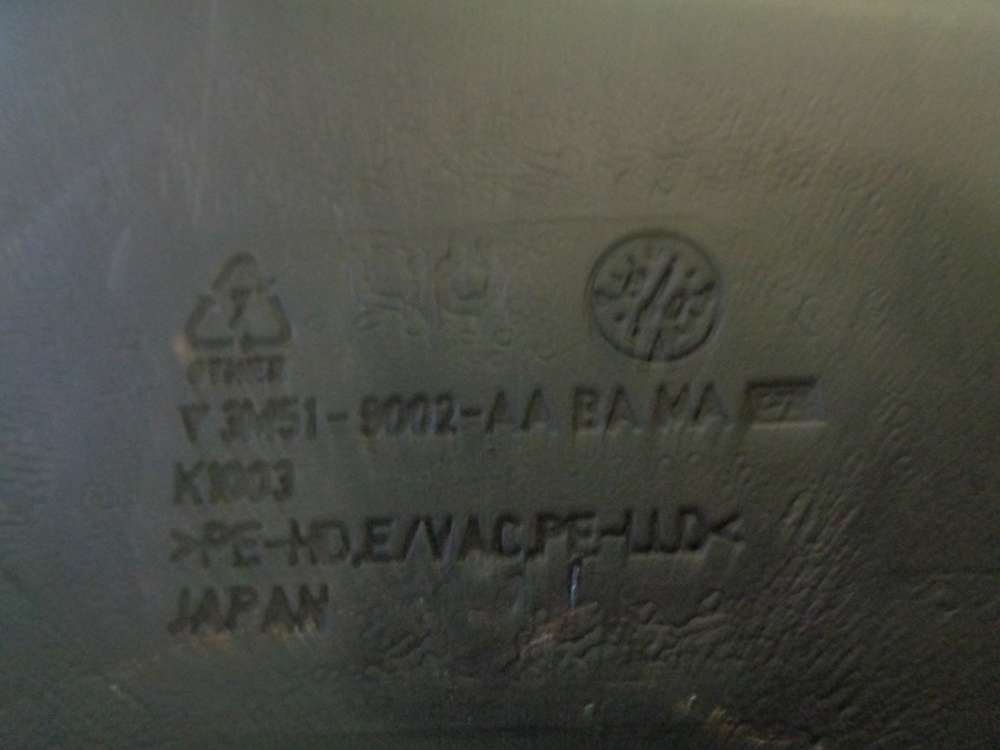 7
OTHER
3M51-9002-AA BA MA
K1003
>PE-HD,E/VAC,PE-LLD<
JAPAN